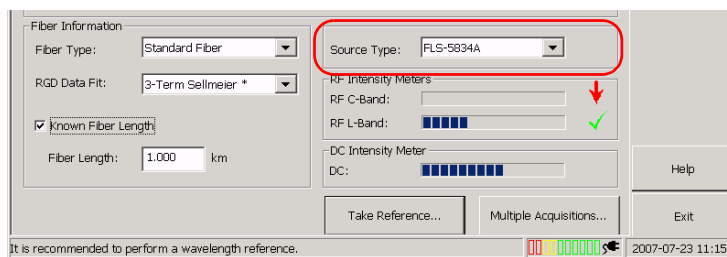 Fiber Information
Fiber Type: Standard Fiber
RGD Data Fit: 3-Term Sellmeier *
Known Fiber Length
Fiber Length: 1.000 km
Source Type: FLS-5834A
RF Intensity Meters
RF C-Band:
RF L-Band:
DC Intensity Meter
DC:
Help
Take Reference... Multiple Acquisitions... Exit
It is recommended to perform a wavelength reference. 2007-07-23 11:15